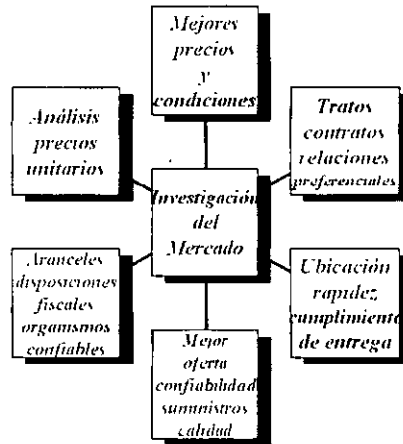 Mejores
precios
y
condiciones
Análisis
precios
unitarios
Tratos
contratos
relaciones
preferenciales
Investigación
del
Mercado
Aranceles
disposiciones
fiscales
organismos
confiables
Ubicación
rapidez
cumplimiento
de entrega
Mejor
oferta
confiabilidad
suministros
calidad